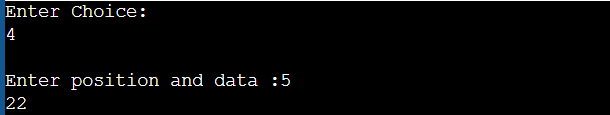 Enter Choice:
4
Enter position and data :5
22